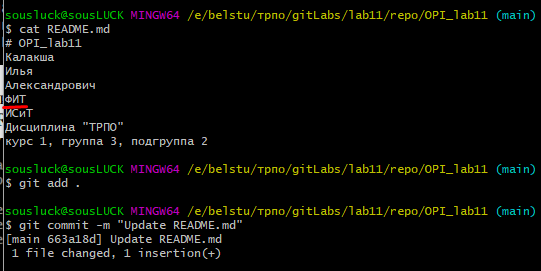 sousluck@sousLUCK MINGW64 /e/belstu/трпо/gitLabs/lab11/repo/OPI_lab11 (main)
$ cat README.md
# OPI_lab11
Калакша
Илья
Александрович
ФИТ
ИСиТ
Дисциплина "ТРПО"
курс 1, группа 3, подгруппа 2
sousluck@sousLUCK MINGW64 /e/belstu/трпо/gitLabs/lab11/repo/OPI_lab11 (main)
$ git add .
sousluck@sousLUCK MINGW64 /e/belstu/трпо/gitLabs/lab11/repo/OPI_lab11 (main)
$ git commit -m "Update README.md"
[main 663a18d] Update README.md
 1 file changed, 1 insertion(+)